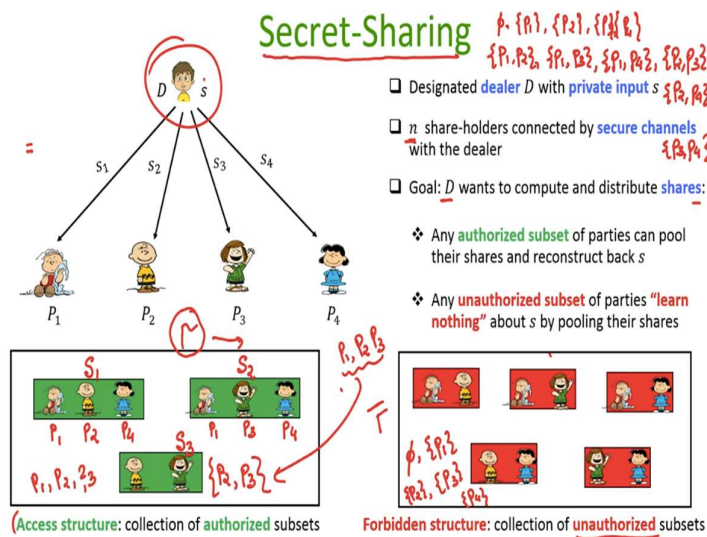 Secret-Sharing
φ, {P₁}, {P₂}, {P₃}, {P₄}
{P₁,P₂}, {P₁,P₃}, {P₁,P₄}, {P₂,P₃}
{P₂,P₄}
{P₃,P₄}
D s
❑ Designated dealer D with private input s
❑ n share-holders connected by secure channels
with the dealer
=
S₁ S₂ S₃ S₄
❑ Goal: D wants to compute and distribute shares:
❖ Any authorized subset of parties can pool
their shares and reconstruct back s
❖ Any unauthorized subset of parties “learn
nothing” about s by pooling their shares
P₁ P₂ P₃ P₄
Γ →
P₁, P₂ P₃
S₁ S₂
P₁ P₂ P₄ P₁ P₃ P₄
S₃
P₁, P₂, P₃ {P₂, P₃}
(Access structure: collection of authorized subsets
Γ̅
φ, {P₁}
{P₂}, {P₃}
{P₄}
Forbidden structure: collection of unauthorized subsets